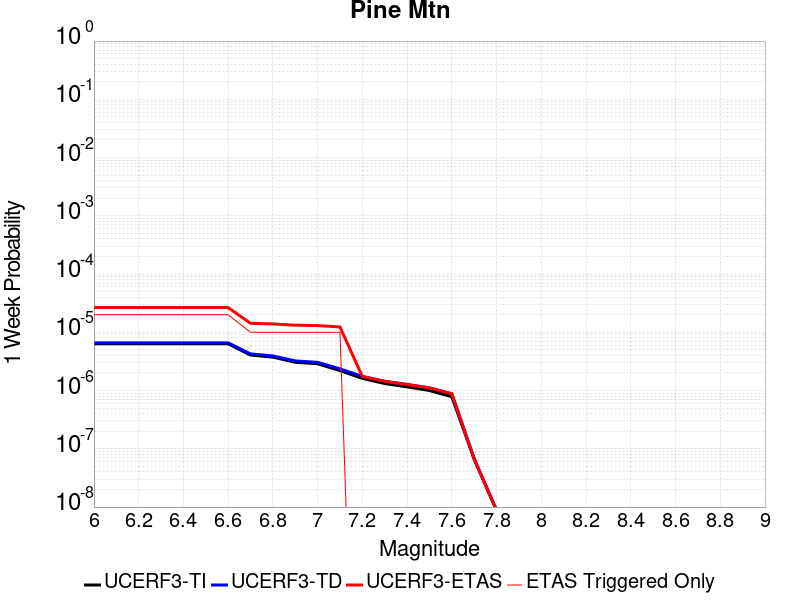 Pine Mtn
10^0
10^-1
10^-2
10^-3
10^-4
10^-5
10^-6
10^-7
10^-8
1 Week Probability
6 6.2 6.4 6.6 6.8 7 7.2 7.4 7.6 7.8 8 8.2 8.4 8.6 8.8 9
Magnitude
UCERF3-TI UCERF3-TD UCERF3-ETAS ETAS Triggered Only